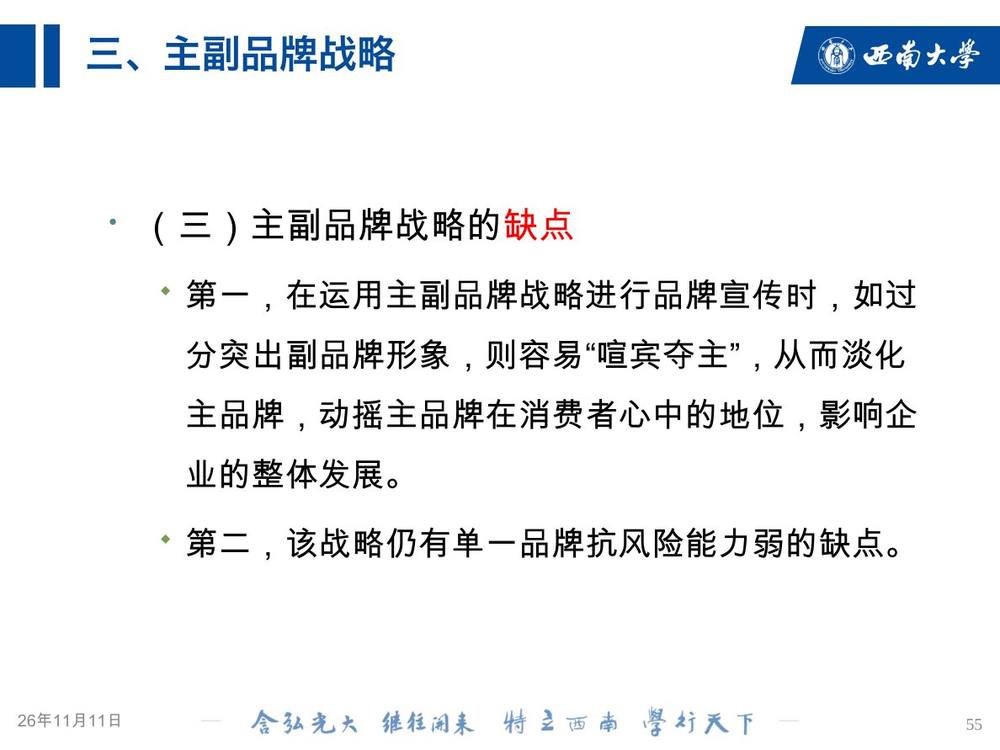 三、主副品牌战略
西南大学
（三）主副品牌战略的缺点
第一，在运用主副品牌战略进行品牌宣传时，如过
分突出副品牌形象，则容易“喧宾夺主”，从而淡化
主品牌，动摇主品牌在消费者心中的地位，影响企
业的整体发展。
第二，该战略仍有单一品牌抗风险能力弱的缺点。
26年11月11日
含弘光大 继往开来 特立西南 學行天下
55